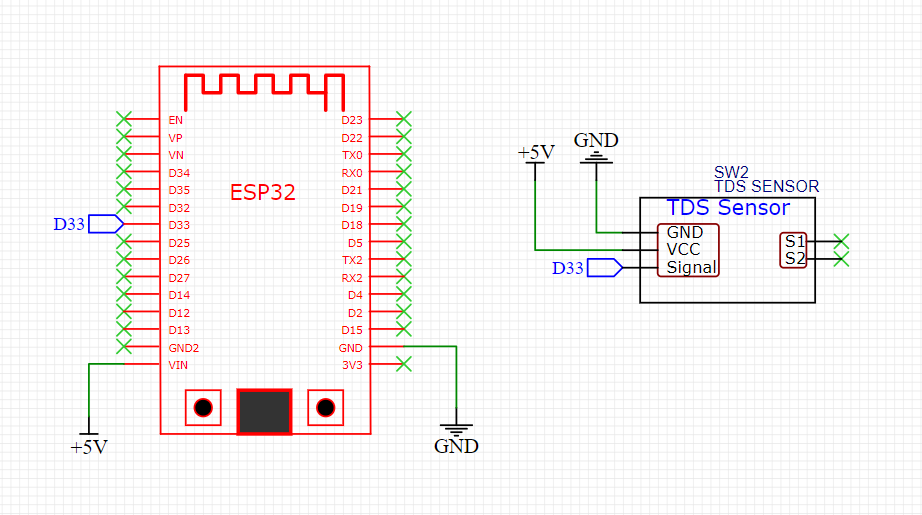 EN
VP
VN
D34
D35
D32
D33
D33
D25
D26
D27
D14
D12
D13
GND2
VIN
+5V
ESP32
D23
D22
TX0
RX0
D21
D19
D18
D5
TX2
RX2
D4
D2
D15
GND
3V3
GND
+5V
GND
SW2
TDS SENSOR
TDS Sensor
GND
VCC
D33
Signal
S1
S2